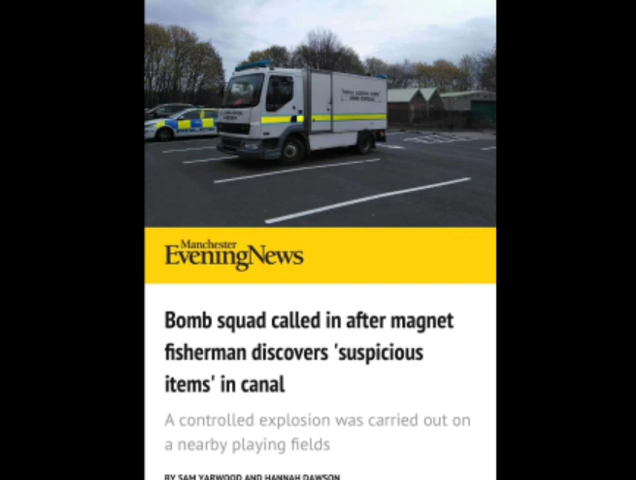 Manchester
EveningNews
Bomb squad called in after magnet
fisherman discovers 'suspicious
items' in canal
A controlled explosion was carried out on
a nearby playing fields
BY SAM YARWOOD AND HANNAH DAWSON